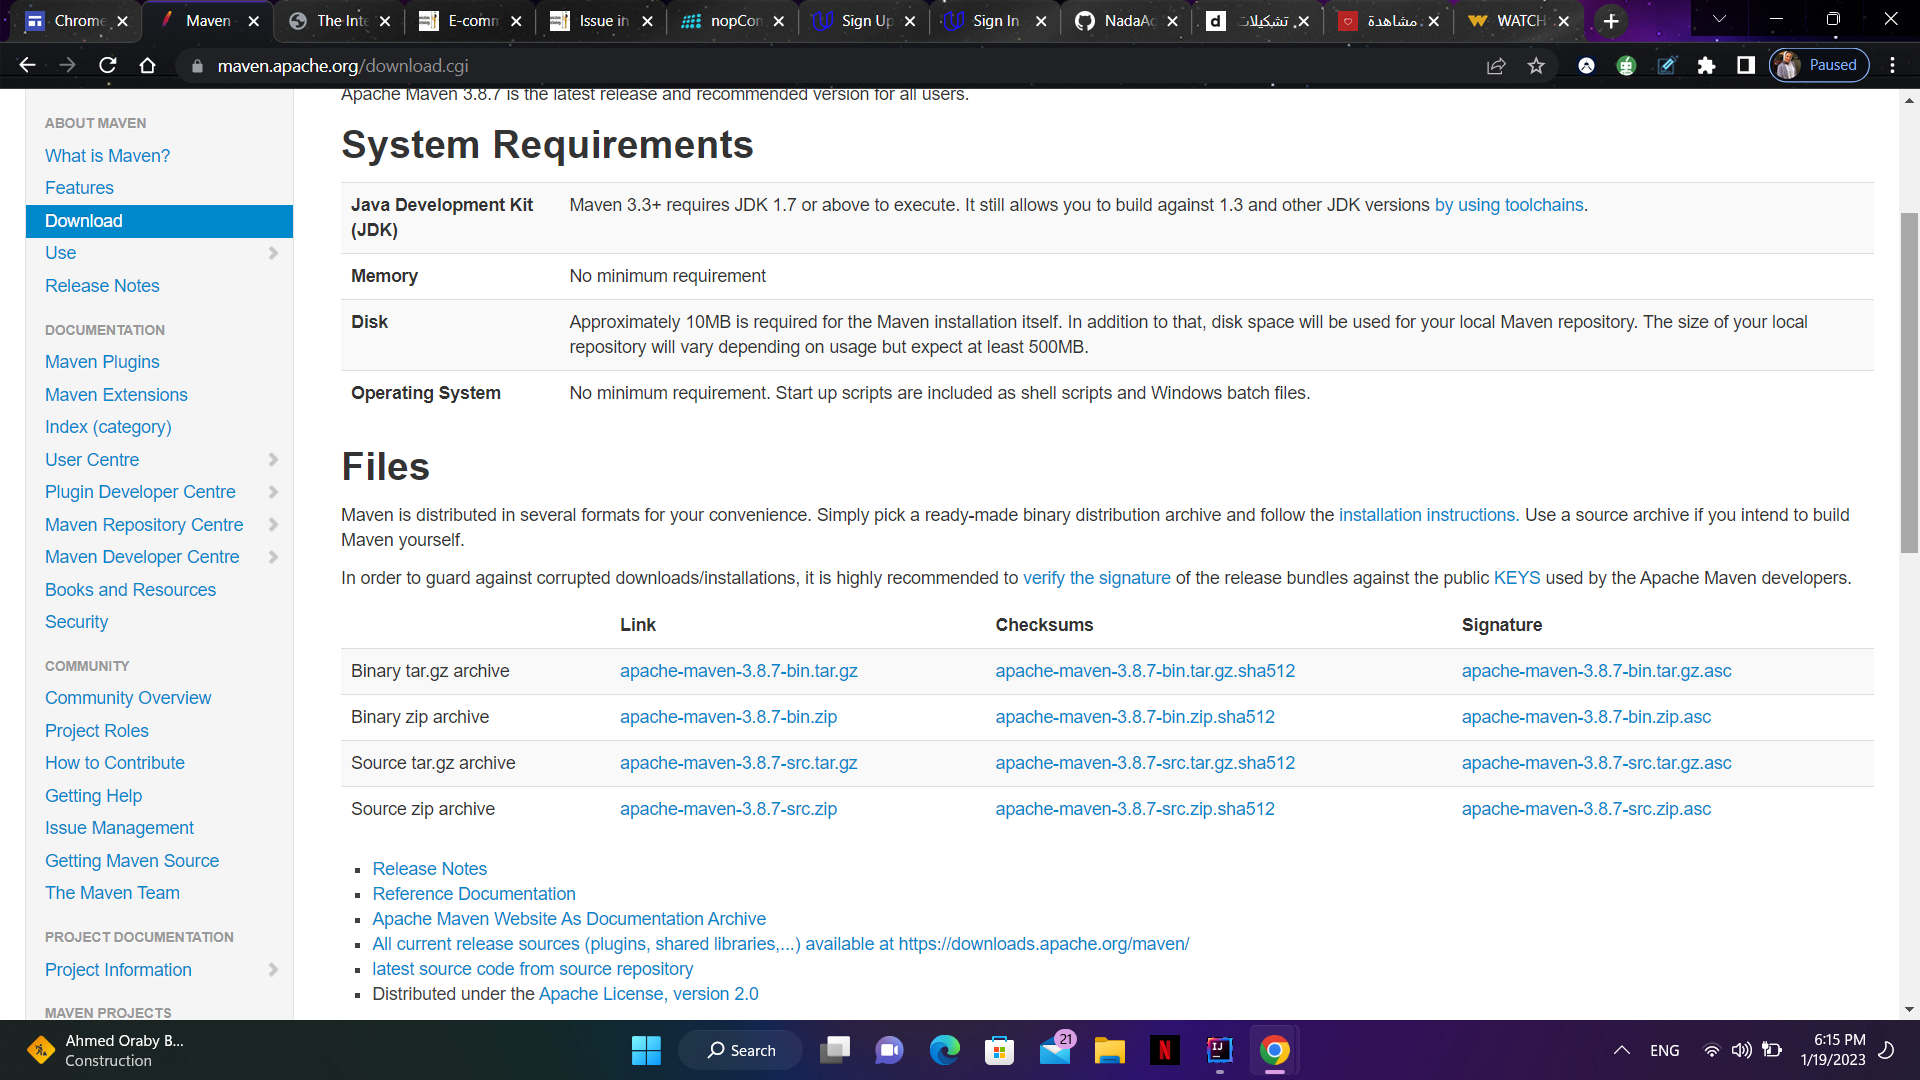 Chrome
Maven
The Inte
E-comm
Issue in
nopCon
Sign Up
Sign In
NadaAc
تشكيلات
مشاهدة
WATCH
maven.apache.org/download.cgi
Paused
Apache Maven 3.8.7 is the latest release and recommended version for all users.
ABOUT MAVEN
What is Maven?
Features
Download
Use
Release Notes
DOCUMENTATION
Maven Plugins
Maven Extensions
Index (category)
User Centre
Plugin Developer Centre
Maven Repository Centre
Maven Developer Centre
Books and Resources
Security
COMMUNITY
Community Overview
Project Roles
How to Contribute
Getting Help
Issue Management
Getting Maven Source
The Maven Team
PROJECT DOCUMENTATION
Project Information
MAVEN PROJECTS
System Requirements
Java Development Kit (JDK)
Maven 3.3+ requires JDK 1.7 or above to execute. It still allows you to build against 1.3 and other JDK versions by using toolchains.
Memory
No minimum requirement
Disk
Approximately 10MB is required for the Maven installation itself. In addition to that, disk space will be used for your local Maven repository. The size of your local
repository will vary depending on usage but expect at least 500MB.
Operating System
No minimum requirement. Start up scripts are included as shell scripts and Windows batch files.
Files
Maven is distributed in several formats for your convenience. Simply pick a ready-made binary distribution archive and follow the installation instructions. Use a source archive if you intend to build
Maven yourself.
In order to guard against corrupted downloads/installations, it is highly recommended to verify the signature of the release bundles against the public KEYS used by the Apache Maven developers.
Link Checksums Signature
Binary tar.gz archive apache-maven-3.8.7-bin.tar.gz apache-maven-3.8.7-bin.tar.gz.sha512 apache-maven-3.8.7-bin.tar.gz.asc
Binary zip archive apache-maven-3.8.7-bin.zip apache-maven-3.8.7-bin.zip.sha512 apache-maven-3.8.7-bin.zip.asc
Source tar.gz archive apache-maven-3.8.7-src.tar.gz apache-maven-3.8.7-src.tar.gz.sha512 apache-maven-3.8.7-src.tar.gz.asc
Source zip archive apache-maven-3.8.7-src.zip apache-maven-3.8.7-src.zip.sha512 apache-maven-3.8.7-src.zip.asc
Release Notes
Reference Documentation
Apache Maven Website As Documentation Archive
All current release sources (plugins, shared libraries,...) available at https://downloads.apache.org/maven/
latest source code from source repository
Distributed under the Apache License, version 2.0
Ahmed Oraby B...
Construction
Search
21
ENG
6:15 PM
1/19/2023